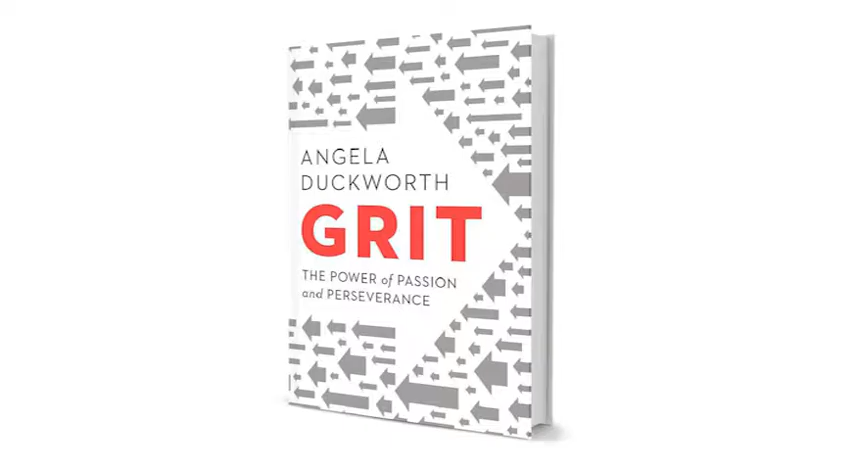 ANGELA
DUCKWORTH
GRIT
THE POWER of PASSION
and PERSEVERANCE